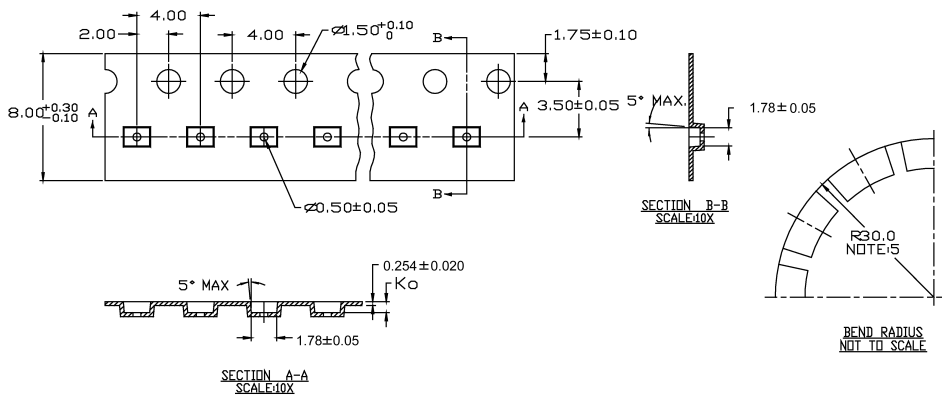 4.00
2.00
4.00
⌀1.50 +0.10 0
B
1.75±0.10
8.00 +0.30 -0.10
A
A
3.50±0.05
5° MAX.
1.78±0.05
B
⌀0.50±0.05
SECTION B-B
SCALE:10X
R30.0
NOTE:5
0.254±0.020
5° MAX
Ko
1.78±0.05
BEND RADIUS
NOT TO SCALE
SECTION A-A
SCALE:10X